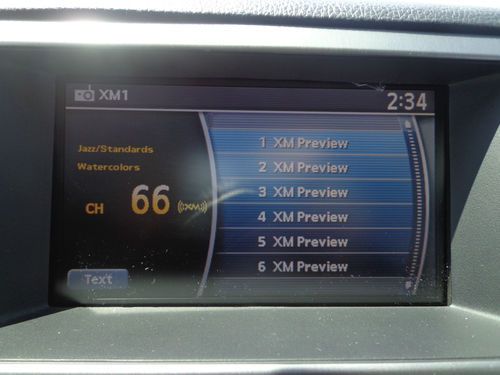 XM1
2:34
Jazz/Standards
Watercolors
CH 66 XM
1 XM Preview
2 XM Preview
3 XM Preview
4 XM Preview
5 XM Preview
6 XM Preview
Text